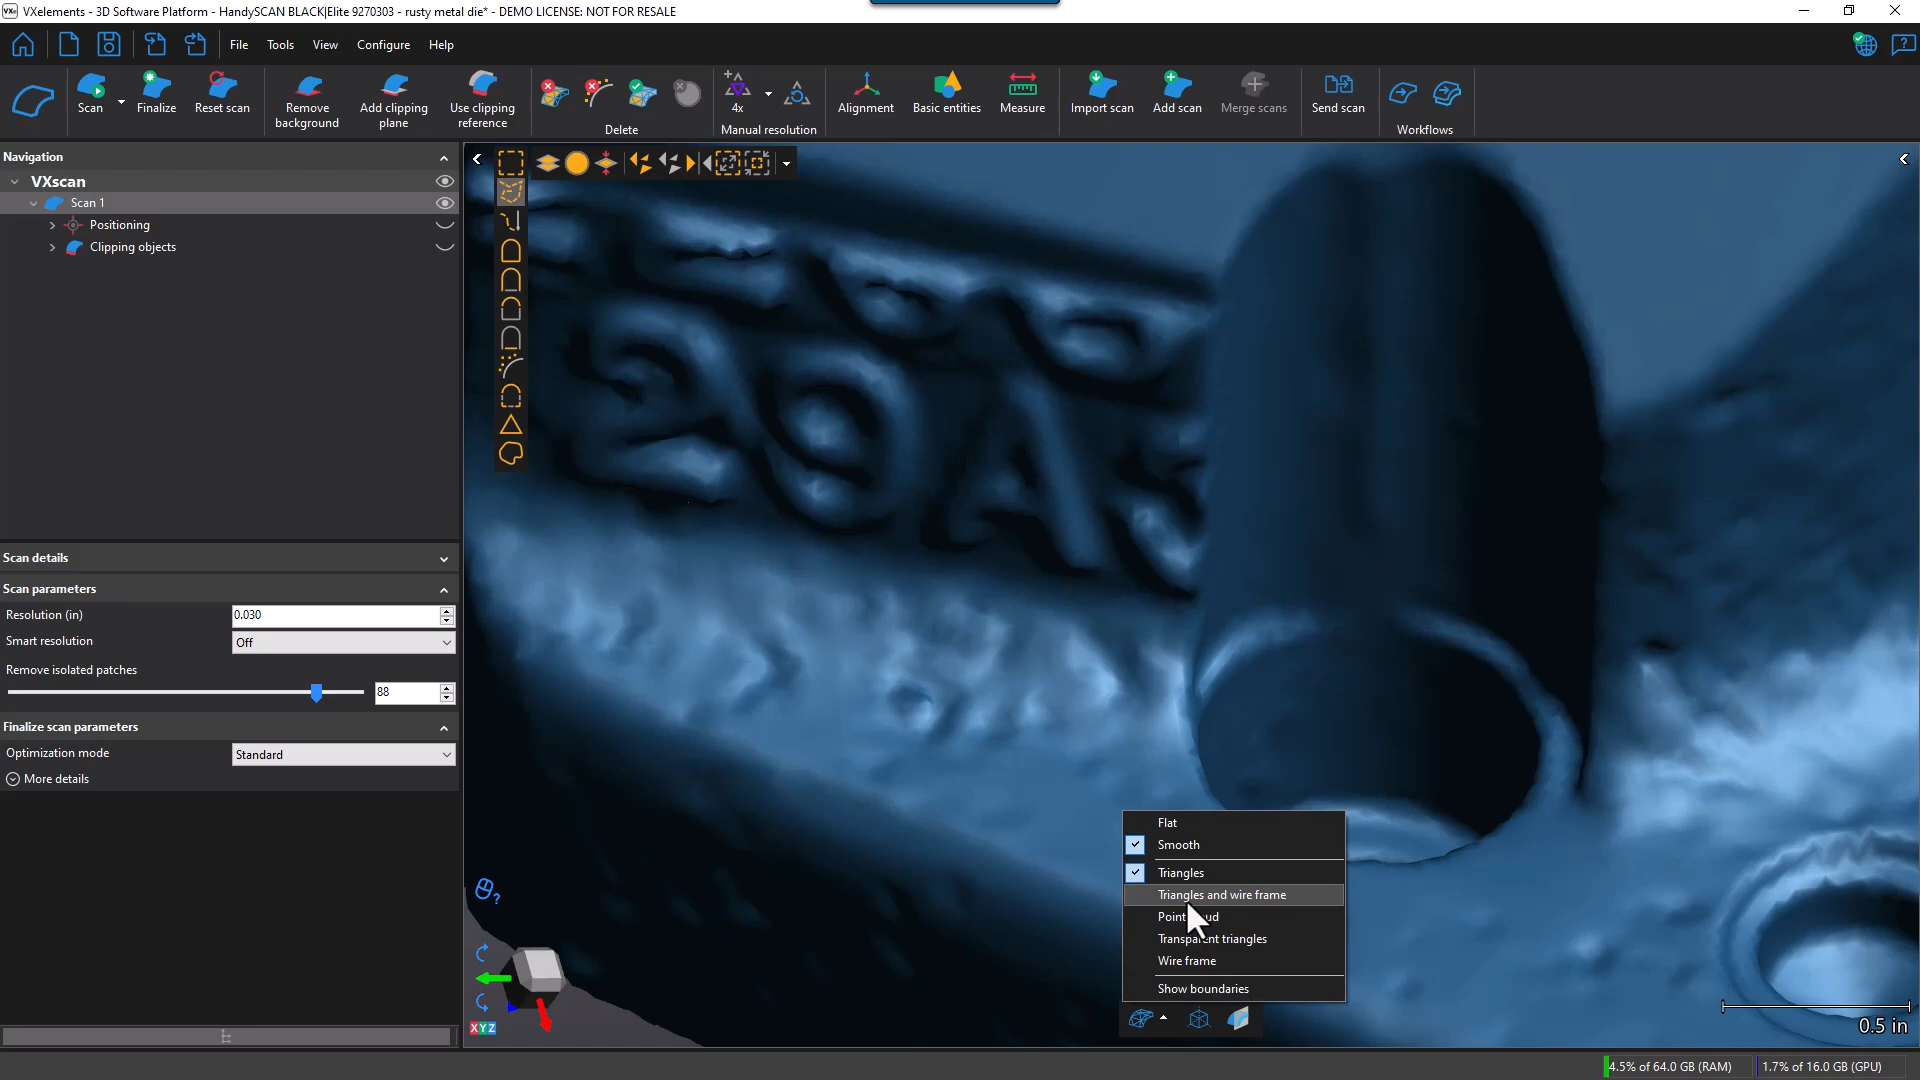 VXelements - 3D Software Platform - HandySCAN BLACK|Elite 9270303 - rusty metal die* - DEMO LICENSE: NOT FOR RESALE
File Tools View Configure Help
Scan Finalize Reset scan Remove background Add clipping plane Use clipping reference Delete 4x Manual resolution Alignment Basic entities Measure Import scan Add scan Merge scans Send scan Workflows
Navigation
VXscan
Scan 1
Positioning
Clipping objects
Scan details
Scan parameters
Resolution (in) 0.030
Smart resolution Off
Remove isolated patches
88
Finalize scan parameters
Optimization mode Standard
More details
Flat
Smooth
Triangles
Triangles and wire frame
Point
Transparent triangles
Wire frame
Show boundaries
XYZ
0.5 in
4.5% of 64.0 GB (RAM) 1.7% of 16.0 GB (GPU)